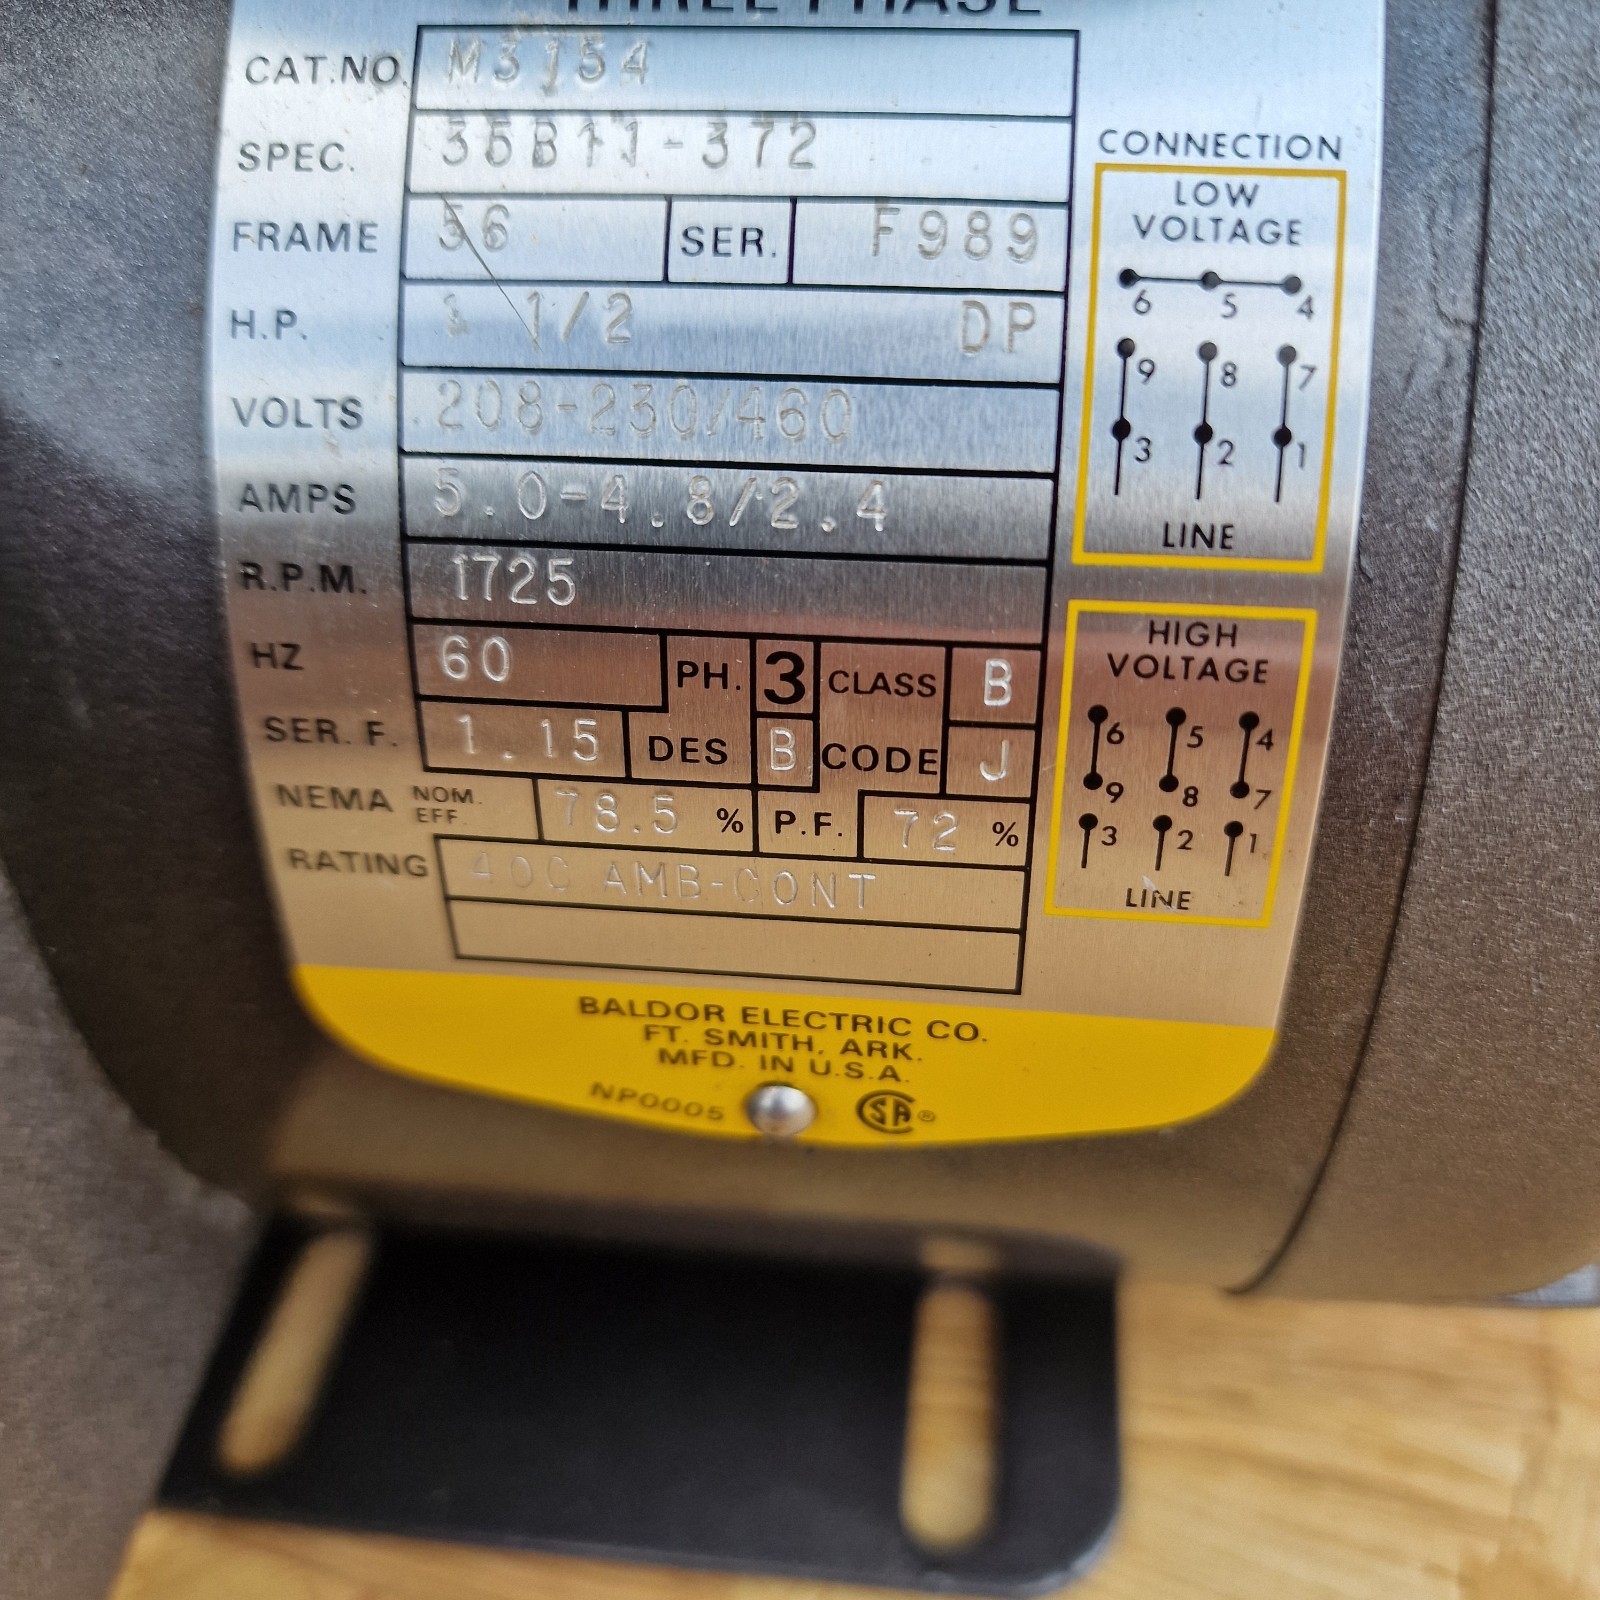 THREE PHASE
CAT.NO. M3154
SPEC. 35B11-372
FRAME 56 SER. F989
H.P. 1 1/2 DP
VOLTS 208-230/460
AMPS 5.0-4.8/2.4
R.P.M. 1725
HZ 60 PH. 3 CLASS B
SER. F. 1.15 DES B CODE J
NEMA NOM. EFF. 78.5 % P.F. 72 %
RATING 40C AMB-CONT
CONNECTION
LOW
VOLTAGE
6 5 4
9 8 7
3 2 1
LINE
HIGH
VOLTAGE
6 5 4
9 8 7
3 2 1
LINE
BALDOR ELECTRIC CO.
FT. SMITH, ARK.
MFD. IN U.S.A.
NP0005 SA®